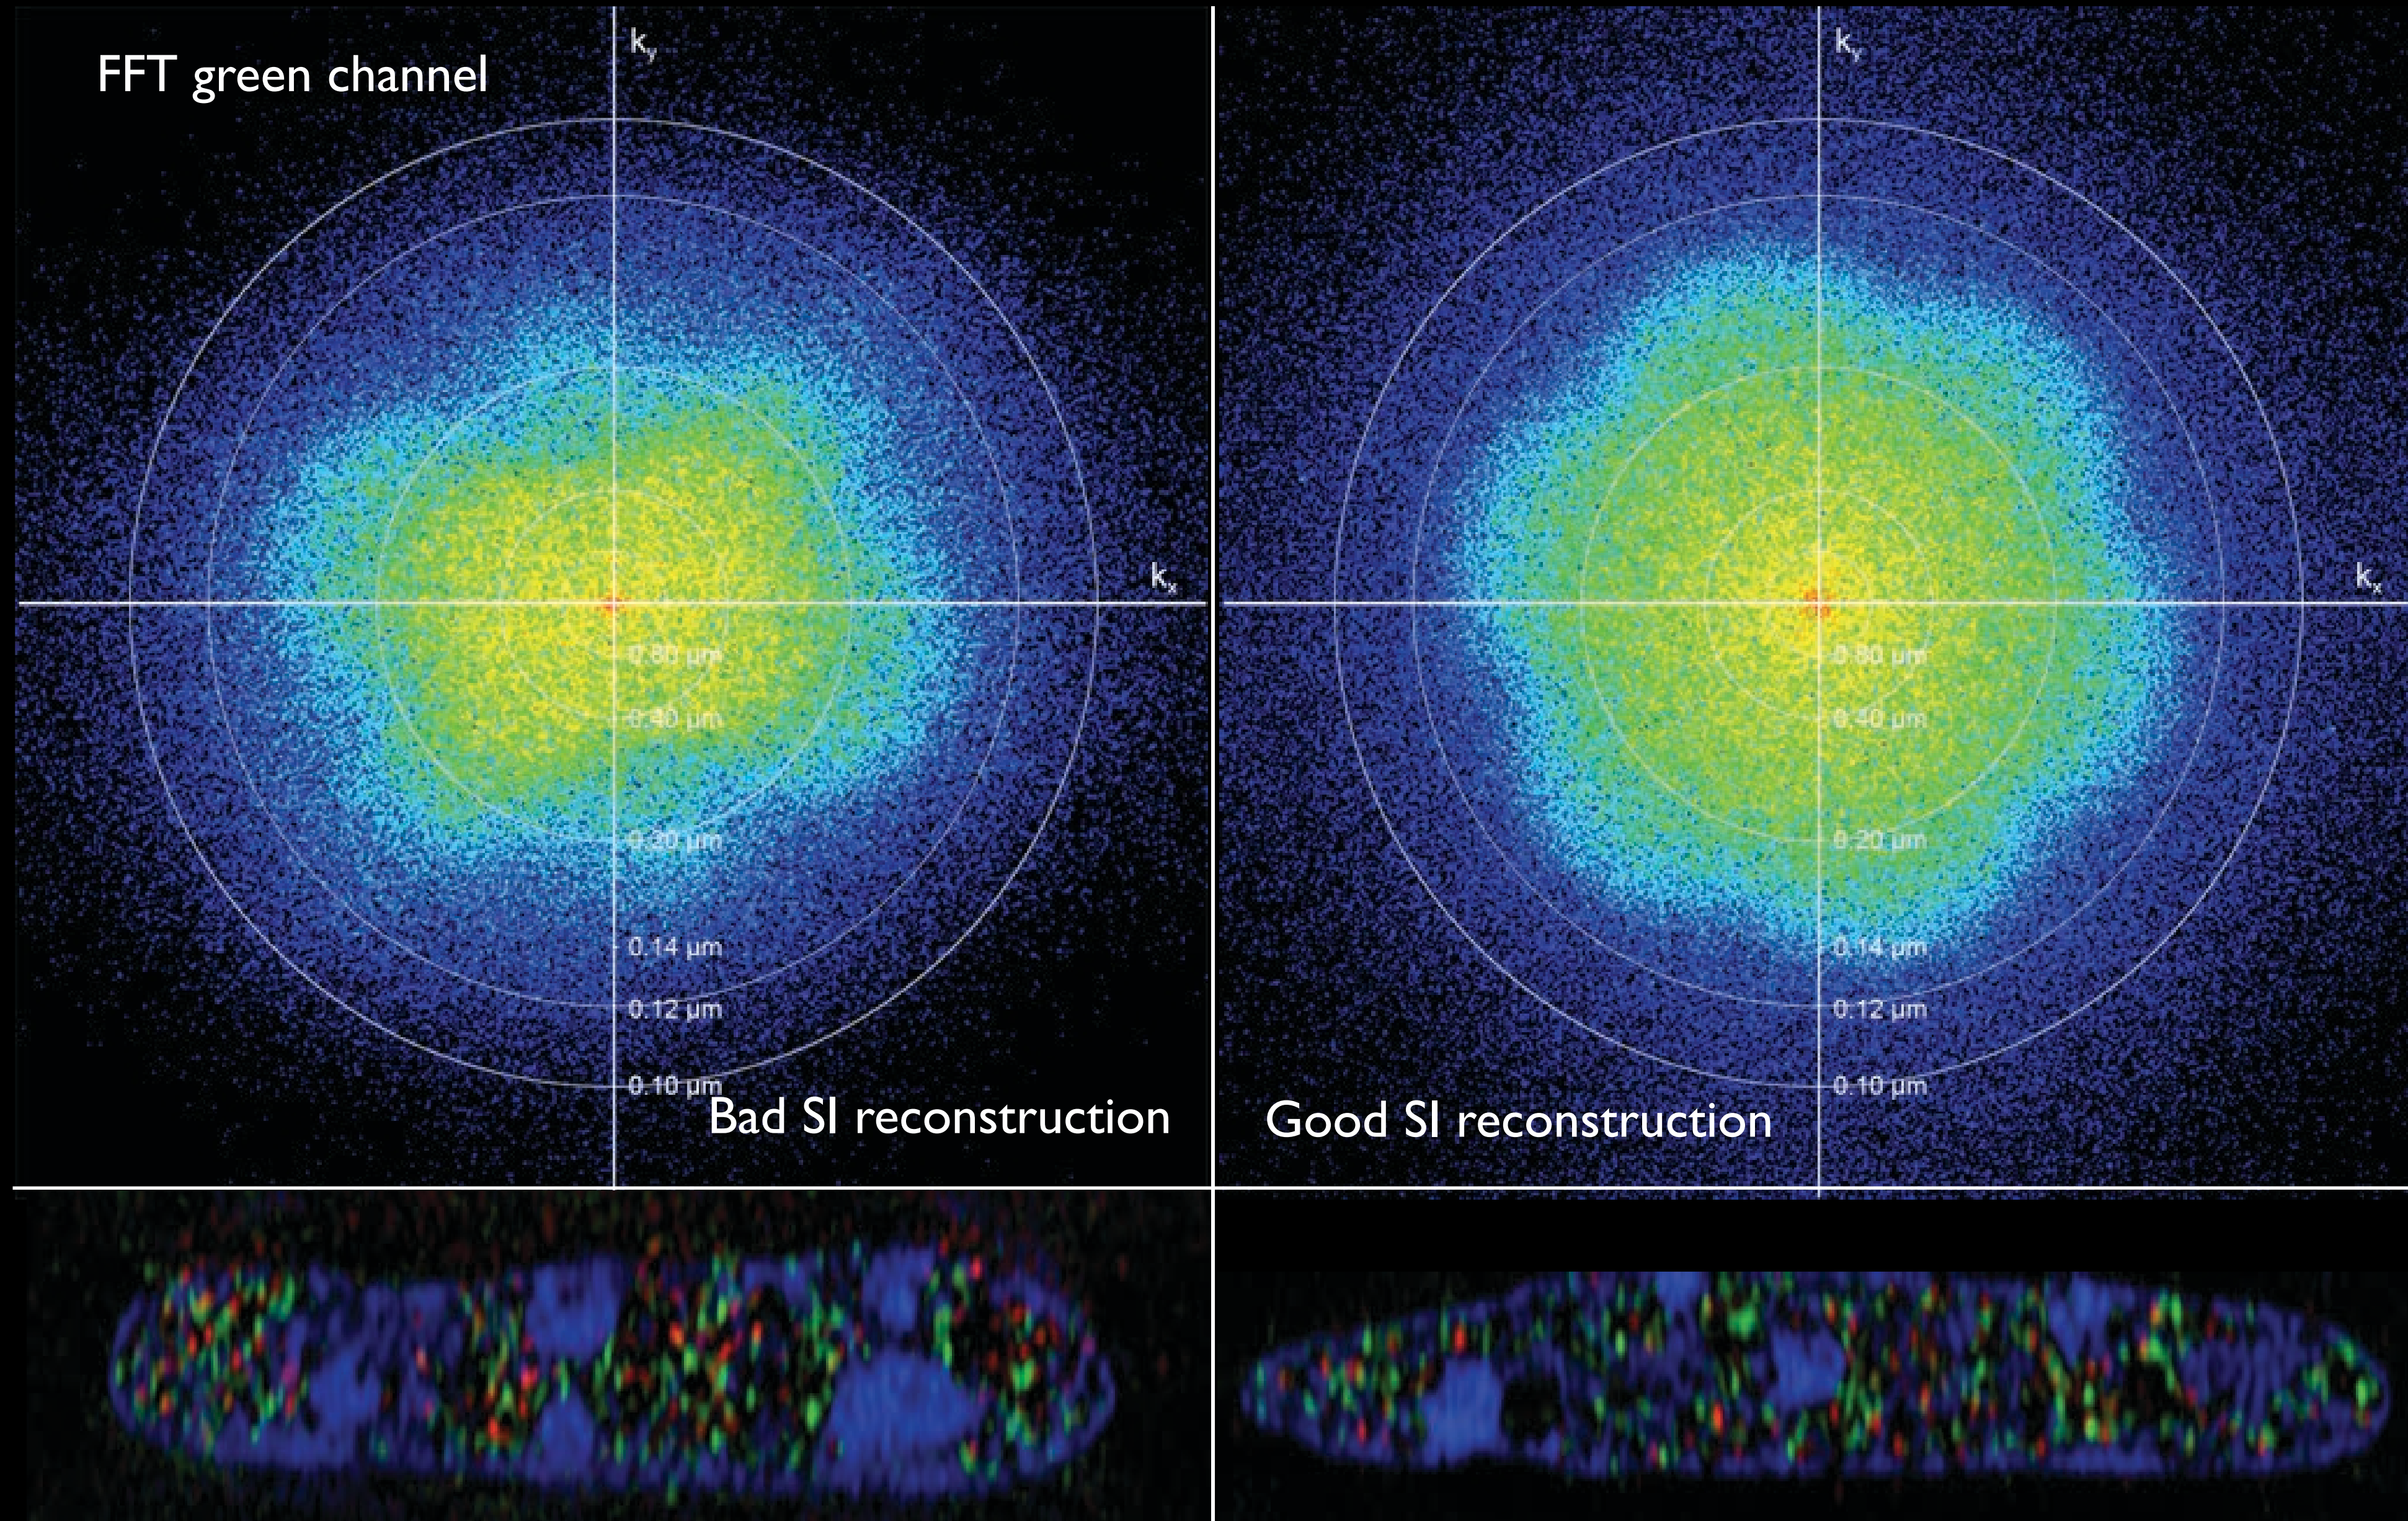 FFT green channel
ky
kx
0.80 µm
0.40 µm
0.20 µm
0.14 µm
0.12 µm
0.10 µm
Bad SI reconstruction
ky
kx
0.80 µm
0.40 µm
0.20 µm
0.14 µm
0.12 µm
0.10 µm
Good SI reconstruction